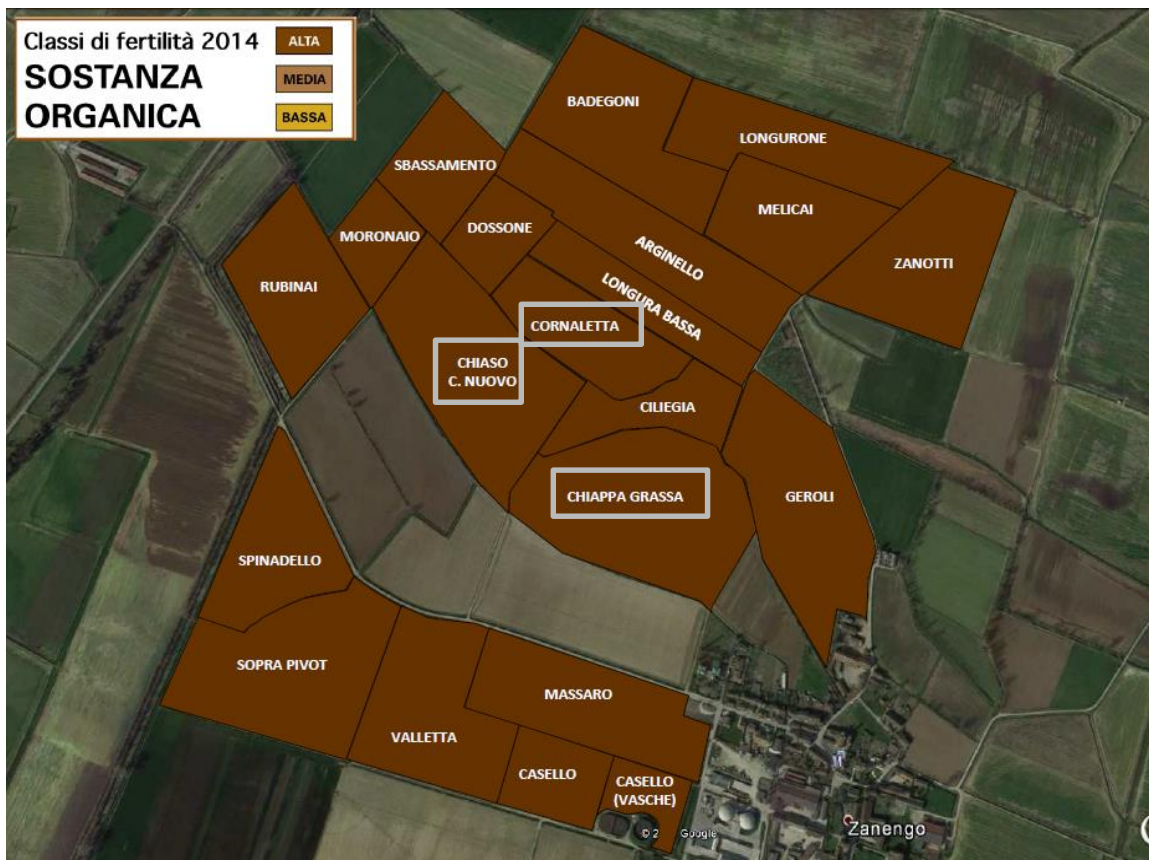 Classi di fertilità 2014
ALTA
SOSTANZA
MEDIA
ORGANICA
BASSA
BADEGONI
LONGURONE
SBASSAMENTO
MELICAI
DOSSONE
MORONAIO
ARGINELLO
ZANOTTI
RUBINAI
LONGURA BASSA
CORNALETTA
CHIASO
C. NUOVO
CILIEGIA
CHIAPPA GRASSA
GEROLI
SPINADELLO
SOPRA PIVOT
MASSARO
VALLETTA
CASELLO
CASELLO
(VASCHE)
© 2 Google
Zanengo